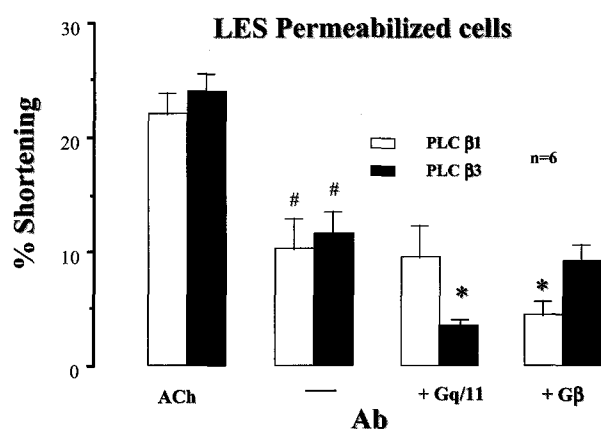 LES Permeabilized cells
30
20
10
0
% Shortening
PLC β1
PLC β3
n=6
# #
* *
ACh — + Gq/11 + Gβ
Ab